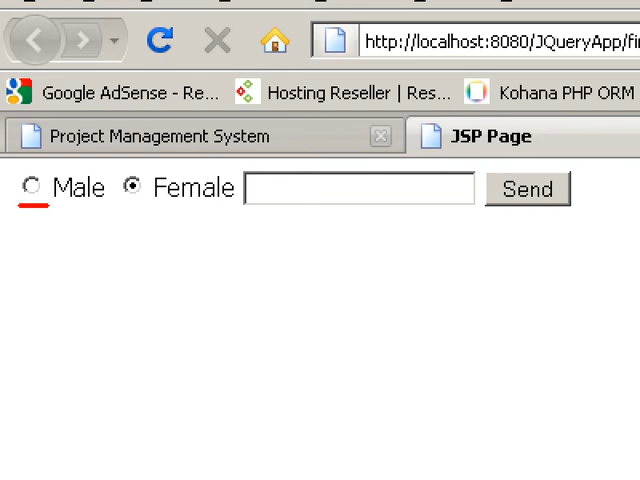 http://localhost:8080/JQueryApp/fi
Google AdSense - Re... Hosting Reseller | Res... Kohana PHP ORM
Project Management System JSP Page
Male Female Send